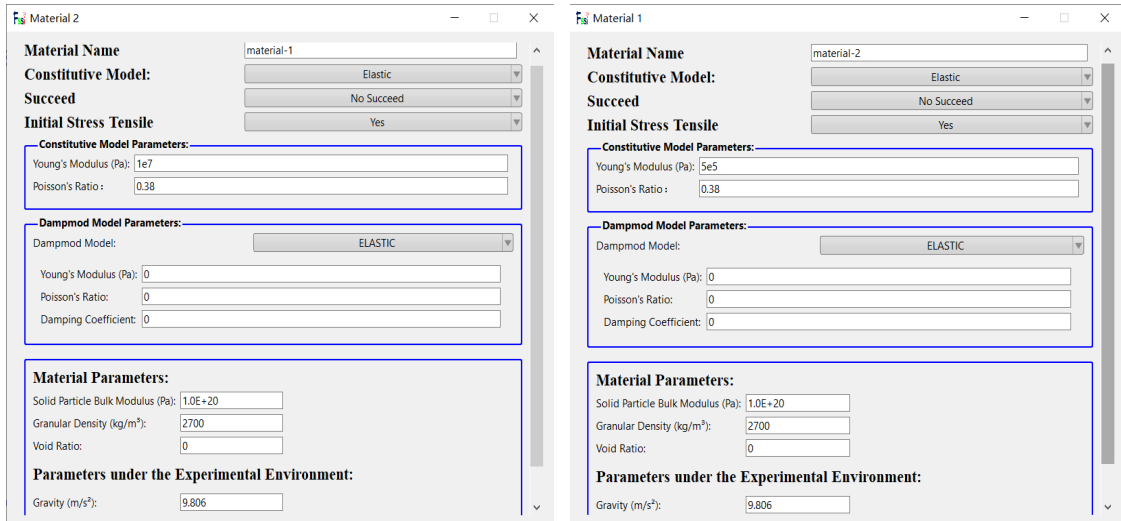 Material 2
Material Name material-1
Constitutive Model: Elastic
Succeed No Succeed
Initial Stress Tensile Yes
Constitutive Model Parameters:
Young's Modulus (Pa): 1e7
Poisson's Ratio: 0.38
Dampmod Model Parameters:
Dampmod Model: ELASTIC
Young's Modulus (Pa): 0
Poisson's Ratio: 0
Damping Coefficient: 0
Material Parameters:
Solid Particle Bulk Modulus (Pa): 1.0E+20
Granular Density (kg/m³): 2700
Void Ratio: 0
Parameters under the Experimental Environment:
Gravity (m/s²): 9.806
Material 1
Material Name material-2
Constitutive Model: Elastic
Succeed No Succeed
Initial Stress Tensile Yes
Constitutive Model Parameters:
Young's Modulus (Pa): 5e5
Poisson's Ratio: 0.38
Dampmod Model Parameters:
Dampmod Model: ELASTIC
Young's Modulus (Pa): 0
Poisson's Ratio: 0
Damping Coefficient: 0
Material Parameters:
Solid Particle Bulk Modulus (Pa): 1.0E+20
Granular Density (kg/m³): 2700
Void Ratio: 0
Parameters under the Experimental Environment:
Gravity (m/s²): 9.806